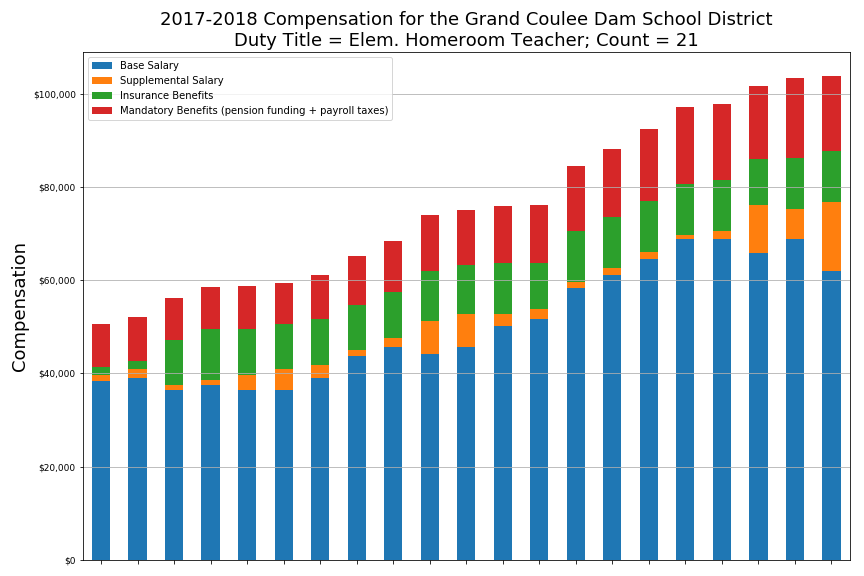 2017-2018 Compensation for the Grand Coulee Dam School District
Duty Title = Elem. Homeroom Teacher; Count = 21
Base Salary
Supplemental Salary
Insurance Benefits
Mandatory Benefits (pension funding + payroll taxes)
$100,000
$80,000
$60,000
$40,000
$20,000
$0
Compensation